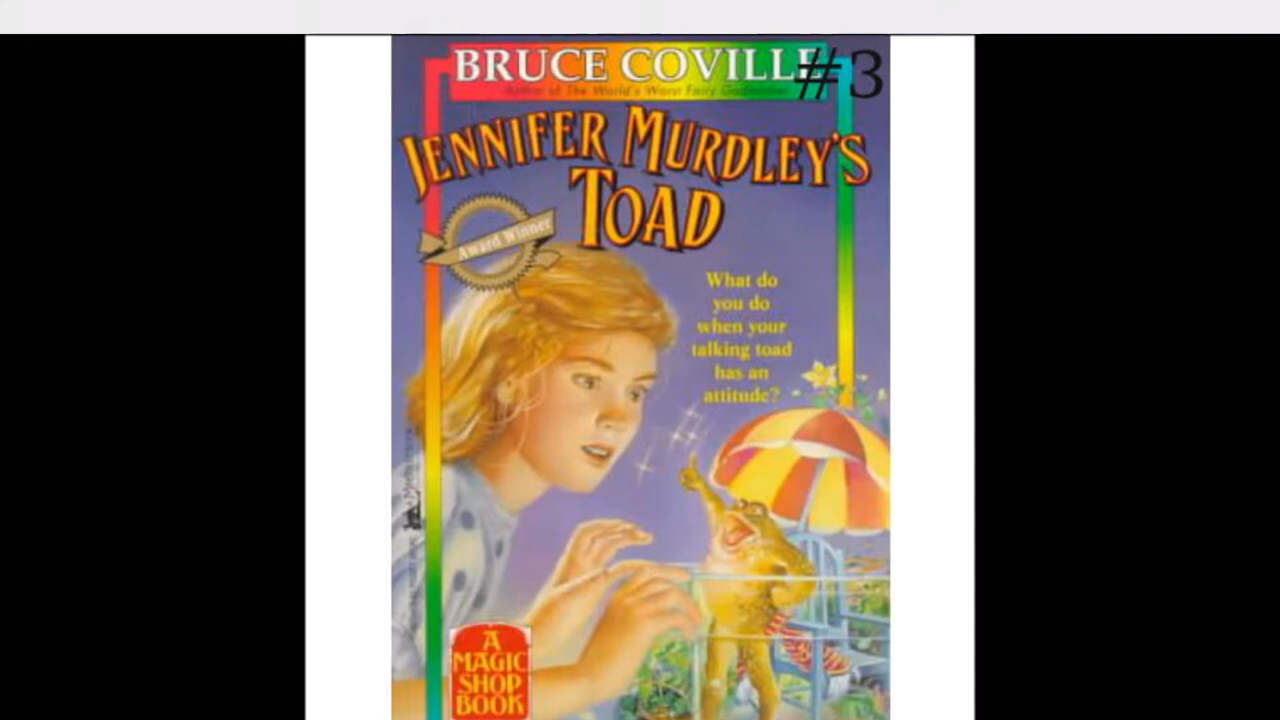 BRUCE COVILLE
#3
Author of The World's Worst Fairy Godmother
JENNIFER MURDLEY'S
TOAD
Award Winner
What do
you do
when your
talking toad
has an
attitude?
A
MAGIC
SHOP
BOOK